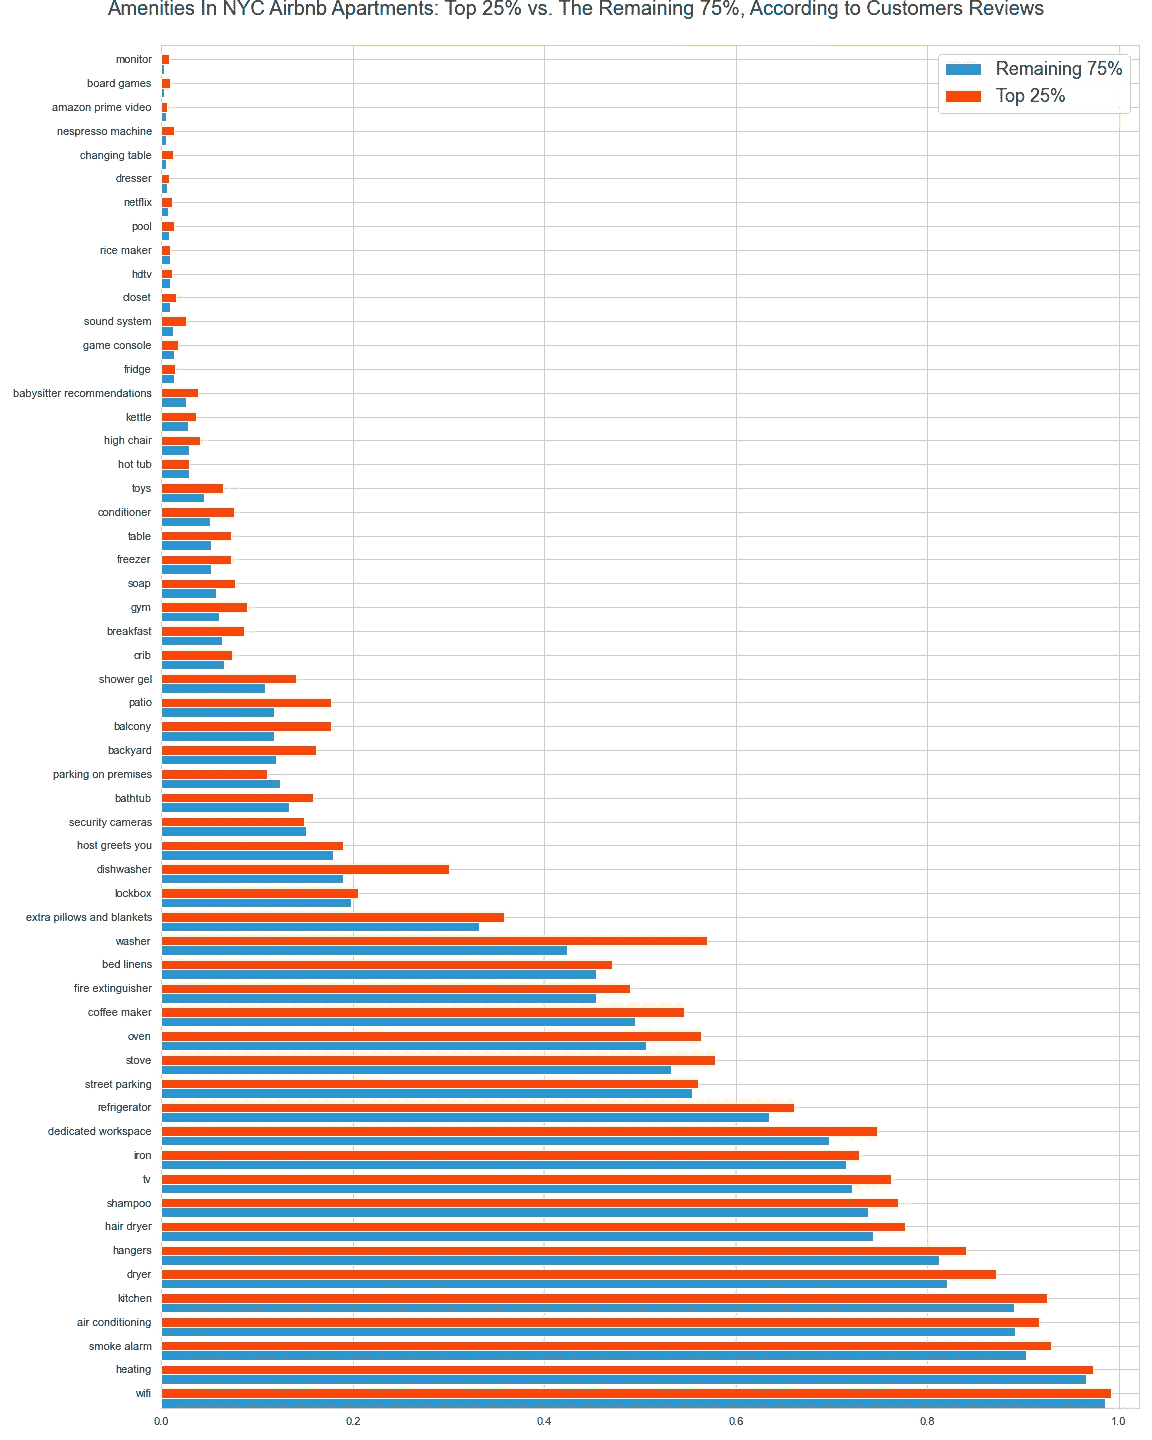 Amenities In NYC Airbnb Apartments: Top 25% vs. The Remaining 75%, According to Customers Reviews
Remaining 75%
Top 25%
monitor
board games
amazon prime video
nespresso machine
changing table
dresser
netflix
pool
rice maker
hdtv
closet
sound system
game console
fridge
babysitter recommendations
kettle
high chair
hot tub
toys
conditioner
table
freezer
soap
gym
breakfast
crib
shower gel
patio
balcony
backyard
parking on premises
bathtub
security cameras
host greets you
dishwasher
lockbox
extra pillows and blankets
washer
bed linens
fire extinguisher
coffee maker
oven
stove
street parking
refrigerator
dedicated workspace
iron
tv
shampoo
hair dryer
hangers
dryer
kitchen
air conditioning
smoke alarm
heating
wifi
0.0 0.2 0.4 0.6 0.8 1.0